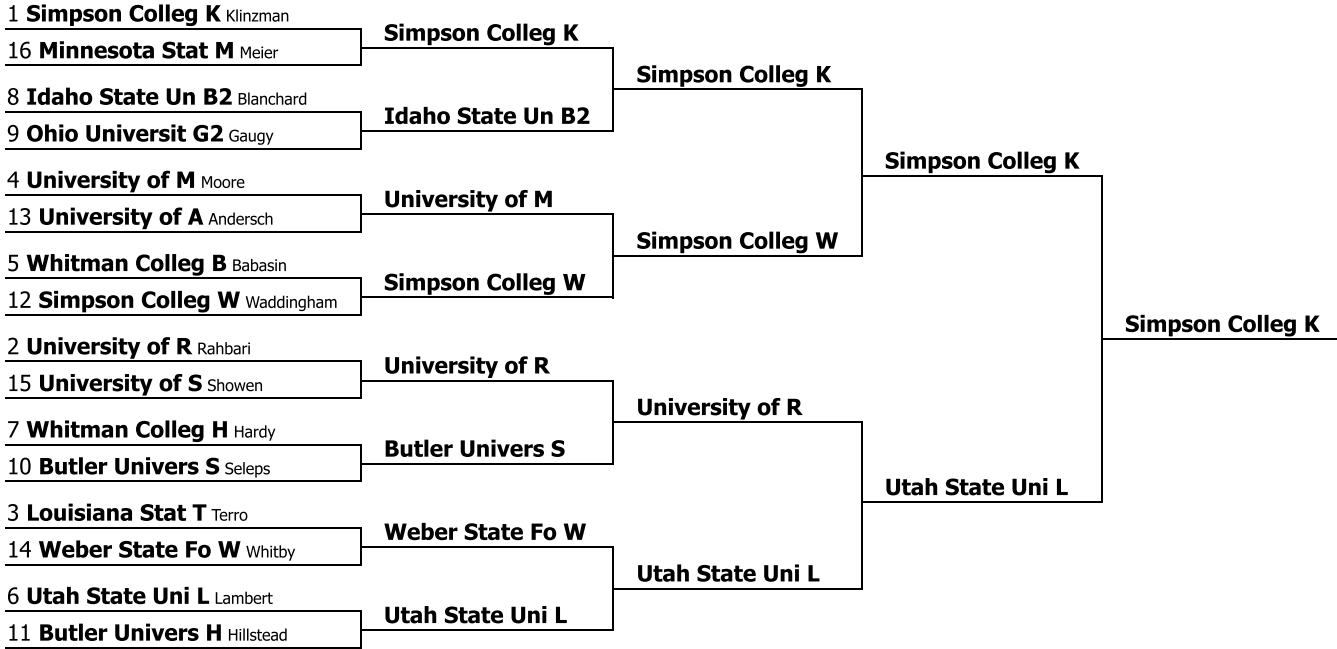 1 Simpson Colleg K Klinzman
16 Minnesota Stat M Meier
8 Idaho State Un B2 Blanchard
9 Ohio Universit G2 Gaugy
4 University of M Moore
13 University of A Andersch
5 Whitman Colleg B Babasin
12 Simpson Colleg W Waddingham
2 University of R Rahbari
15 University of S Showen
7 Whitman Colleg H Hardy
10 Butler Univers S Seleps
3 Louisiana Stat T Terro
14 Weber State Fo W Whitby
6 Utah State Uni L Lambert
11 Butler Univers H Hillstead
Simpson Colleg K
Idaho State Un B2
University of M
Simpson Colleg W
University of R
Butler Univers S
Weber State Fo W
Utah State Uni L
Simpson Colleg K
Simpson Colleg W
University of R
Utah State Uni L
Simpson Colleg K
Utah State Uni L
Simpson Colleg K